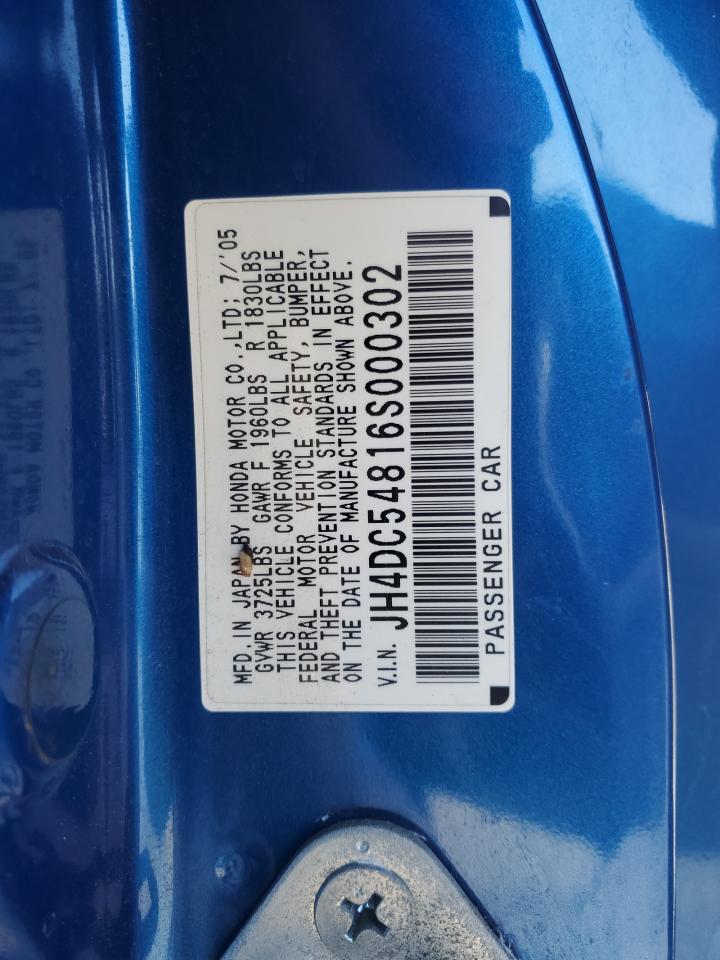 MFD. IN JAPAN BY HONDA MOTOR CO.,LTD; 7/'05
GVWR 3725LBS GAWR F 1960LBS R 1830LBS
THIS VEHICLE CONFORMS TO ALL APPLICABLE
FEDERAL MOTOR VEHICLE SAFETY, BUMPER,
AND THEFT PREVENTION STANDARDS IN EFFECT
ON THE DATE OF MANUFACTURE SHOWN ABOVE.
V.I.N. JH4DC54816S000302
PASSENGER CAR